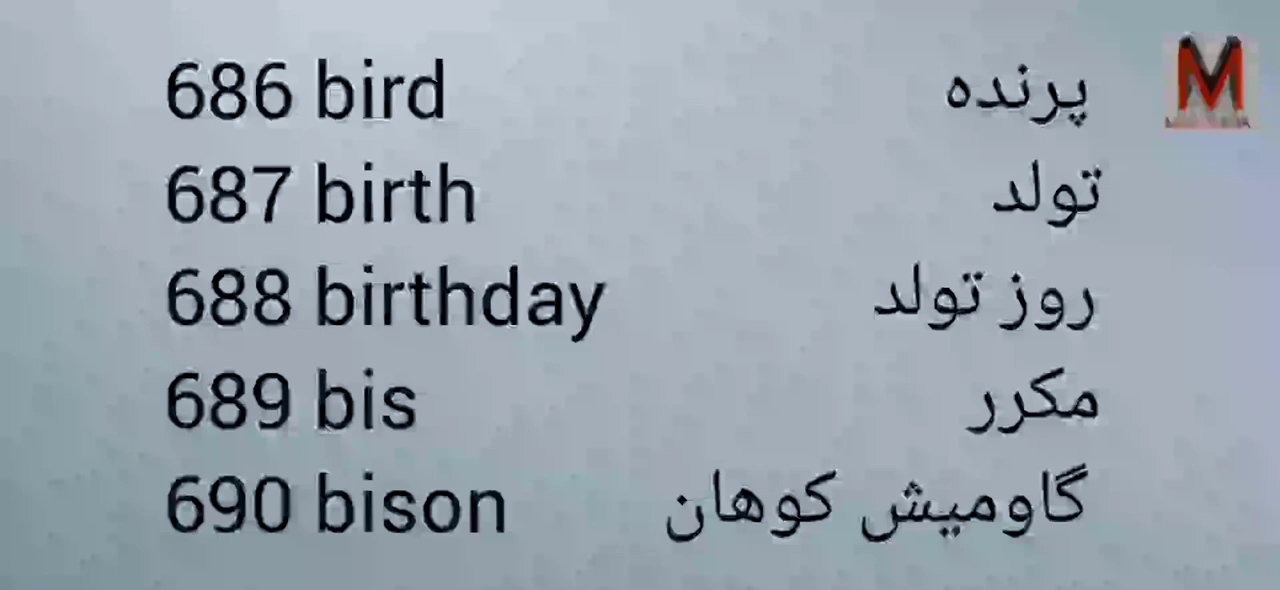 686 bird پرنده
687 birth تولد
688 birthday روز تولد
689 bis مکرر
690 bison گاومیش کوهان
M